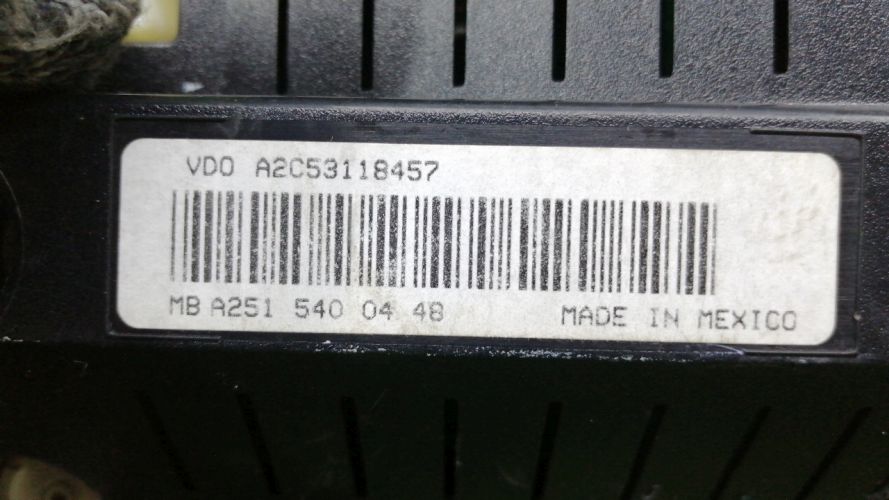 VDO A2C53118457
MB A251 540 04 48 MADE IN MEXICO